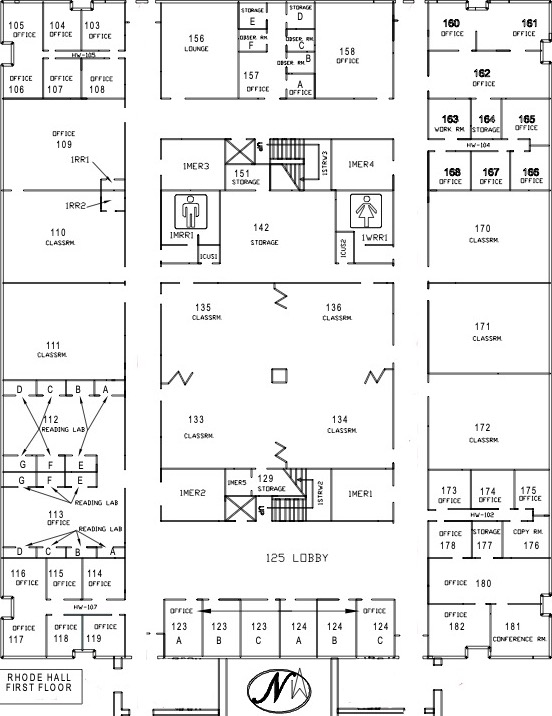 105 104 103
OFFICE OFFICE OFFICE
HW-105
OFFICE OFFICE OFFICE
106 107 108
OFFICE
109
1RR1
1RR2
110
CLASSRM.
111
CLASSRM.
D C B A
112
READING LAB
G F E
G F E
READING LAB
113
OFFICE
READING LAB
D C B A
116 115 114
OFFICE OFFICE OFFICE
HW-107
OFFICE OFFICE OFFICE
117 118 119
156
LOUNGE
STORAGE
E
STORAGE
D
OBSER. RM.
F
OBSER. RM.
C
OBSER. RM.
B
157
OFFICE
A
OFFICE
158
OFFICE
1MER3
UP
1STRW3
1MER4
151
STORAGE
1MRR1
1CUS1
142
STORAGE
1CUS2
1WRR1
135
CLASSRM.
136
CLASSRM.
133
CLASSRM.
134
CLASSRM.
1MER2
1MER5
129
STORAGE
UP
1STRW2
1MER1
125 LOBBY
OFFICE OFFICE
123 123 123 124 124 124
A B C A B C
160 161
OFFICE OFFICE
162
OFFICE
163 164 165
WORK RM. STORAGE OFFICE
HW-104
168 167 166
OFFICE OFFICE OFFICE
170
CLASSRM.
171
CLASSRM.
172
CLASSRM.
173 174 175
OFFICE OFFICE OFFICE
HW-102
OFFICE STORAGE COPY RM.
178 177 176
OFFICE 180
OFFICE
182
181
CONFERENCE RM.
RHODE HALL
FIRST FLOOR
N